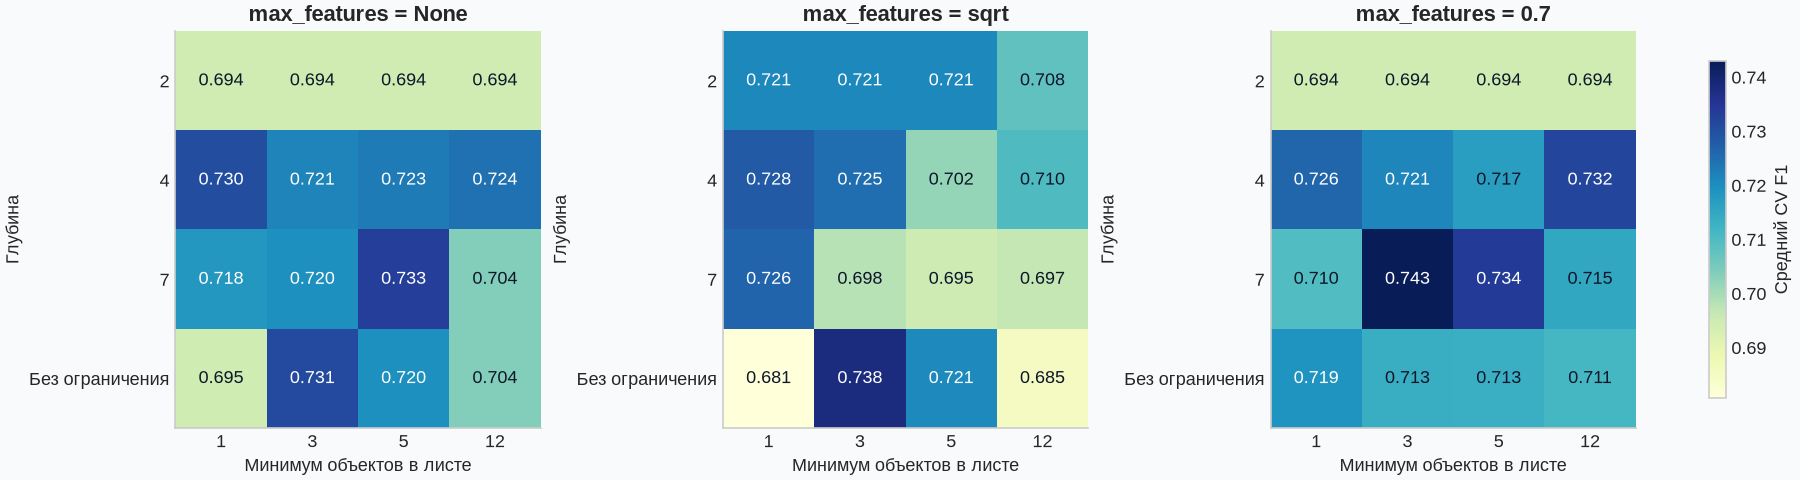 max_features = None
Глубина
2 0.694 0.694 0.694 0.694
4 0.730 0.721 0.723 0.724
7 0.718 0.720 0.733 0.704
Без ограничения 0.695 0.731 0.720 0.704
1 3 5 12
Минимум объектов в листе
max_features = sqrt
Глубина
2 0.721 0.721 0.721 0.708
4 0.728 0.725 0.702 0.710
7 0.726 0.698 0.695 0.697
Без ограничения 0.681 0.738 0.721 0.685
1 3 5 12
Минимум объектов в листе
max_features = 0.7
Глубина
2 0.694 0.694 0.694 0.694
4 0.726 0.721 0.717 0.732
7 0.710 0.743 0.734 0.715
Без ограничения 0.719 0.713 0.713 0.711
1 3 5 12
Минимум объектов в листе
0.74
0.73
0.72
0.71
0.70
0.69
Средний CV F1